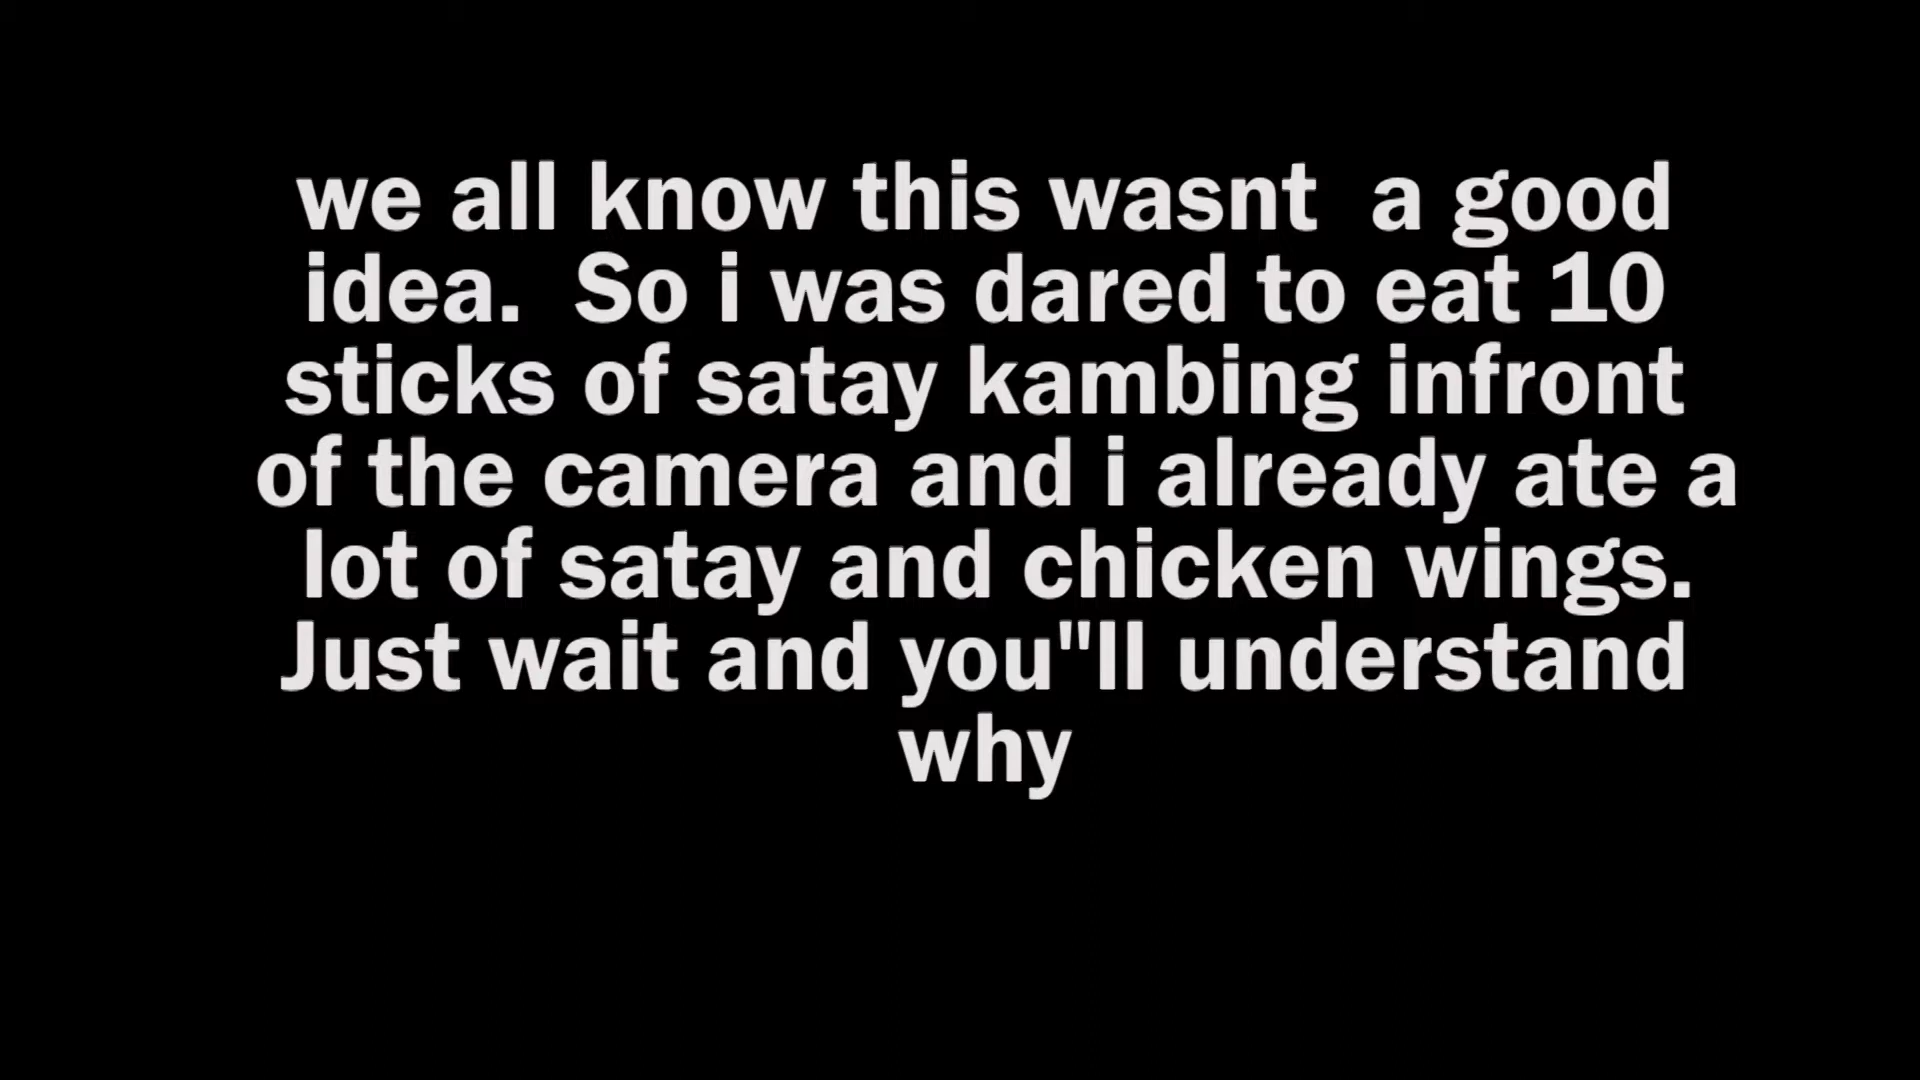 we all know this wasnt  a good
idea.  So i was dared to eat 10
sticks of satay kambing infront
of the camera and i already ate a
lot of satay and chicken wings.
Just wait and you"ll understand
why